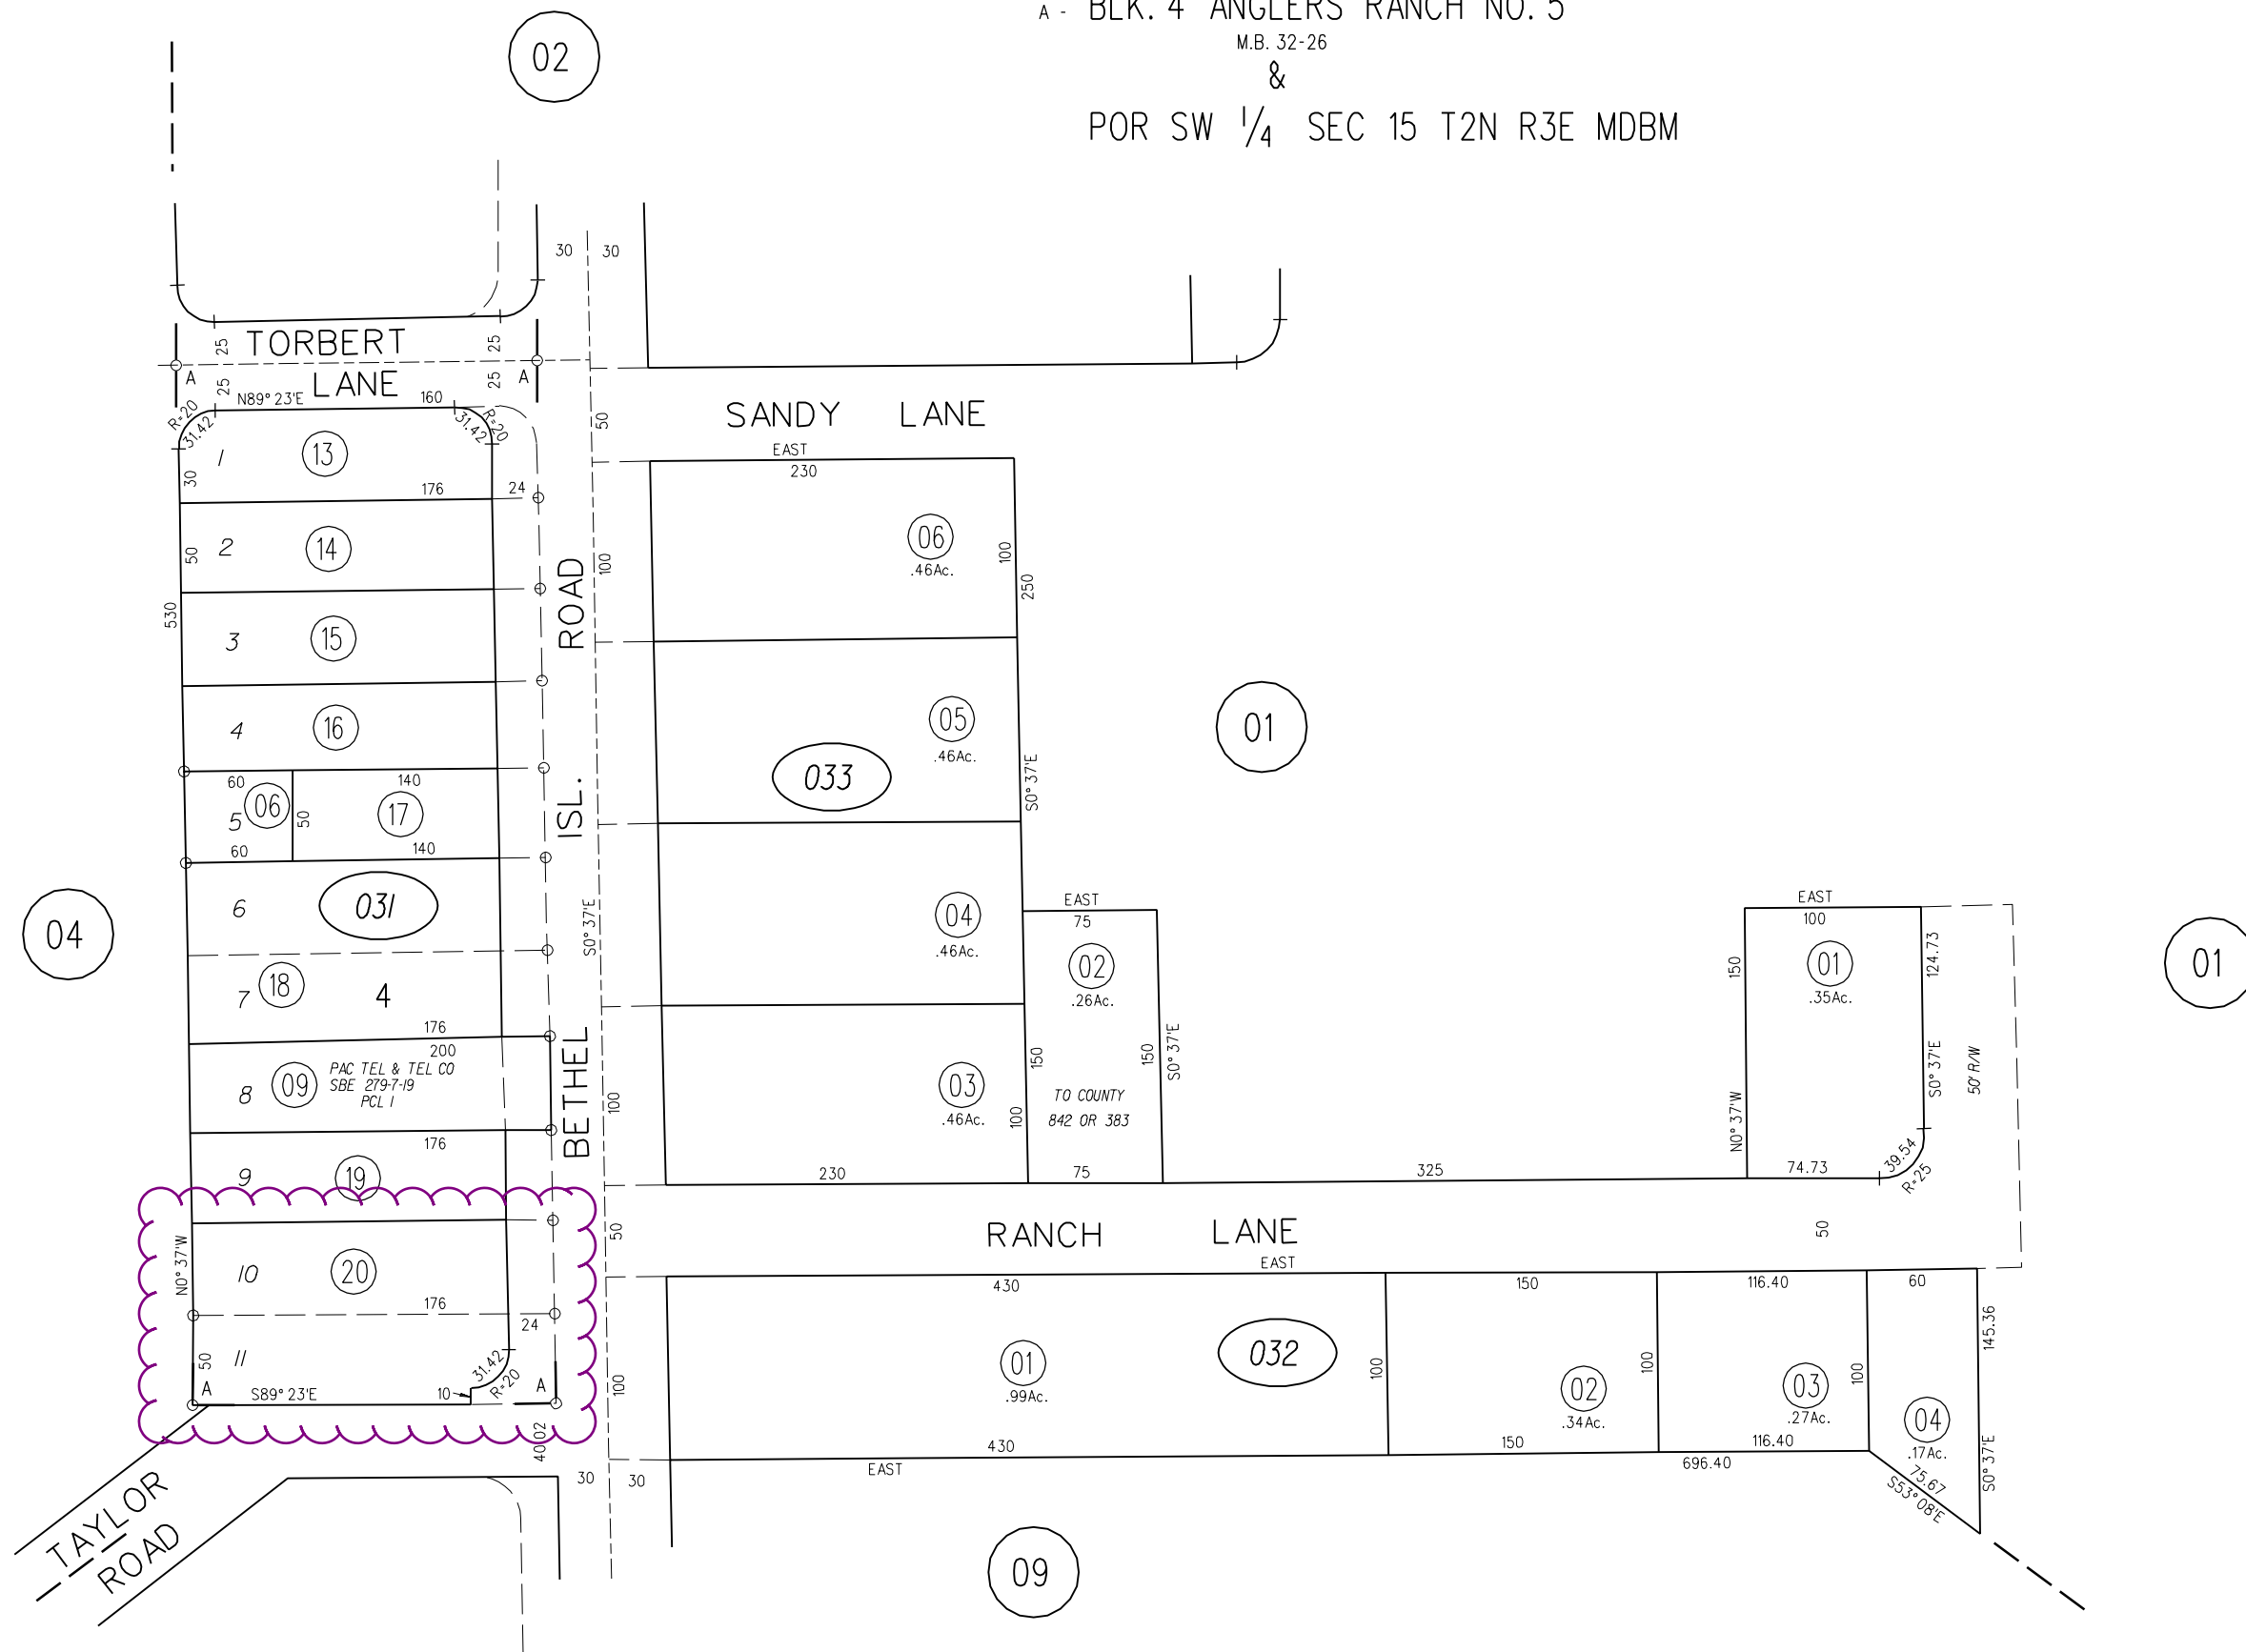 A - BLK. 4 ANGLERS RANCH NO. 5
M.B. 32-26
&
POR SW 1/4 SEC 15 T2N R3E MDBM
02
30 30
TORBERT
LANE
25 25
25 25
A A
N89° 23'E 160
R=20 31.42
31.42 R=20
1 13
30
176 24
2 14
50
530
3 15
4 16
60 140
5 06 50 17
60 140
6 031
04
7 18 4
176
200
8 09 PAC TEL & TEL CO
SBE 279-7-19
PCL 1
176
9 19
10 20
N0° 37'W
176
24
11
50
31.42
R=20
10
A A
S89° 23'E
40.02
TAYLOR
ROAD
30 30
BETHEL ISL. ROAD
S0° 37'E
50
100
100
50
100
SANDY LANE
EAST
230
06
.46Ac.
100
250
05
.46Ac.
033
S0° 37'E
04
.46Ac.
03
.46Ac.
100
230
01
EAST
75
02
.26Ac.
150 150
S0° 37'E
TO COUNTY
842 OR 383
75
325
EAST
100
01
.35Ac.
150
N0° 37'W
124.73
S0° 37'E
50' R/W
74.73
39.54
R=25
01
RANCH LANE
50
EAST
430
01
.99Ac.
032
100
430
EAST
150
02
.34Ac.
100
150
116.40
03
.27Ac.
100
116.40
696.40
60
04
.17Ac.
145.36
S0° 37'E
75.67
S53° 08'E
09